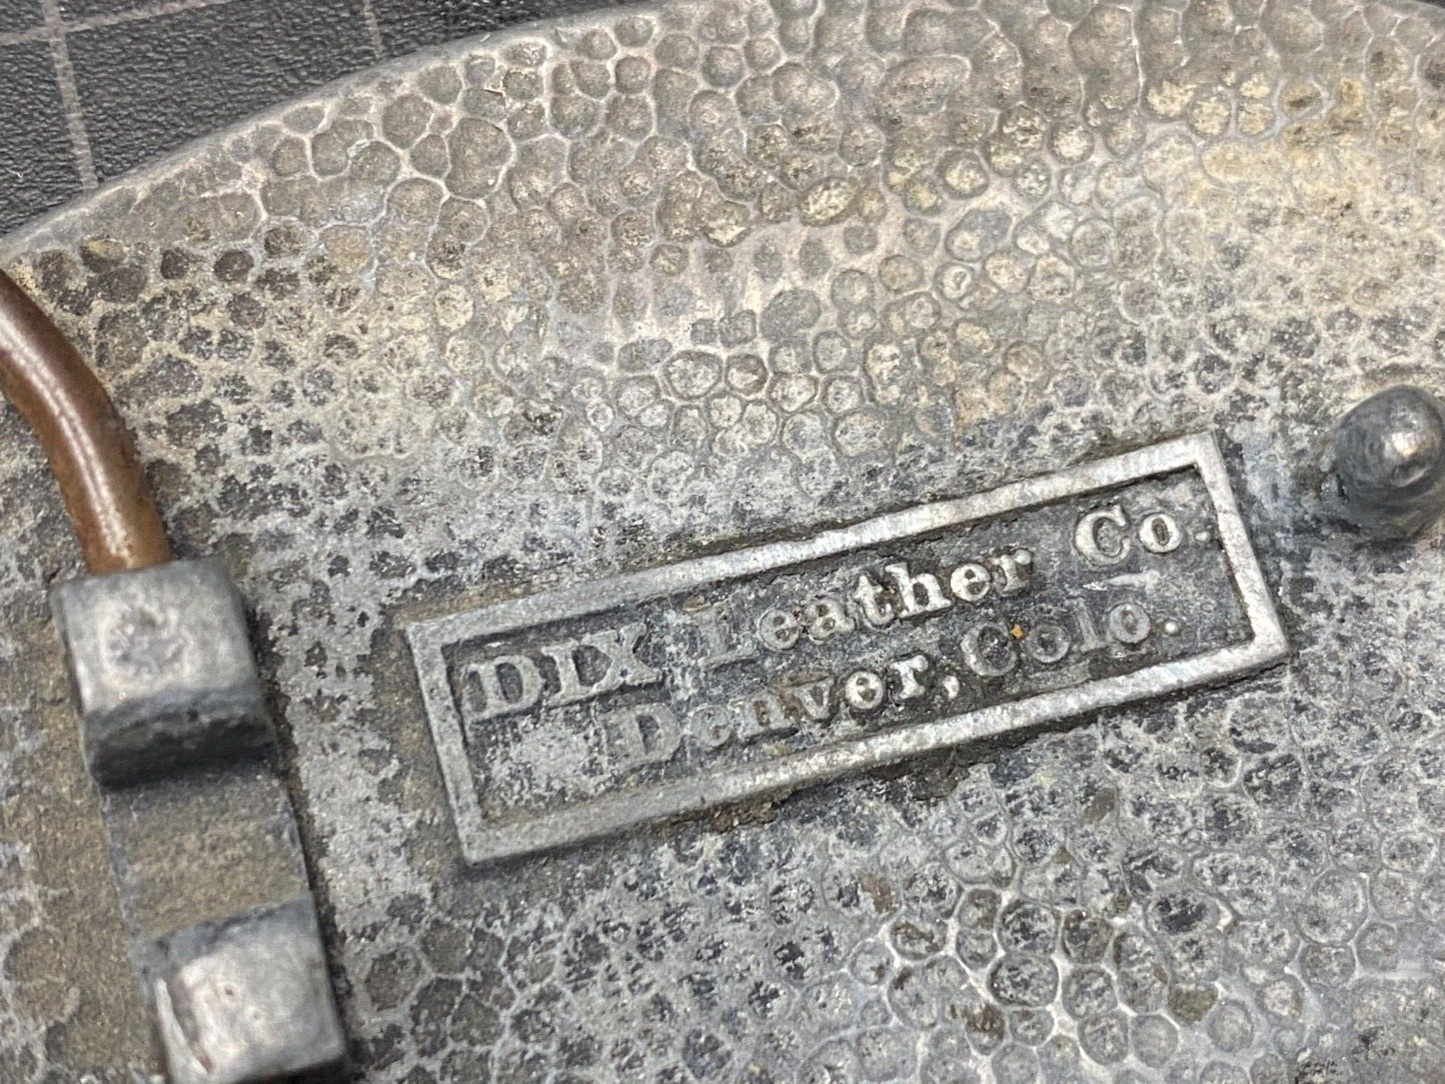 DIX Leather Co.
Denver, Colo.